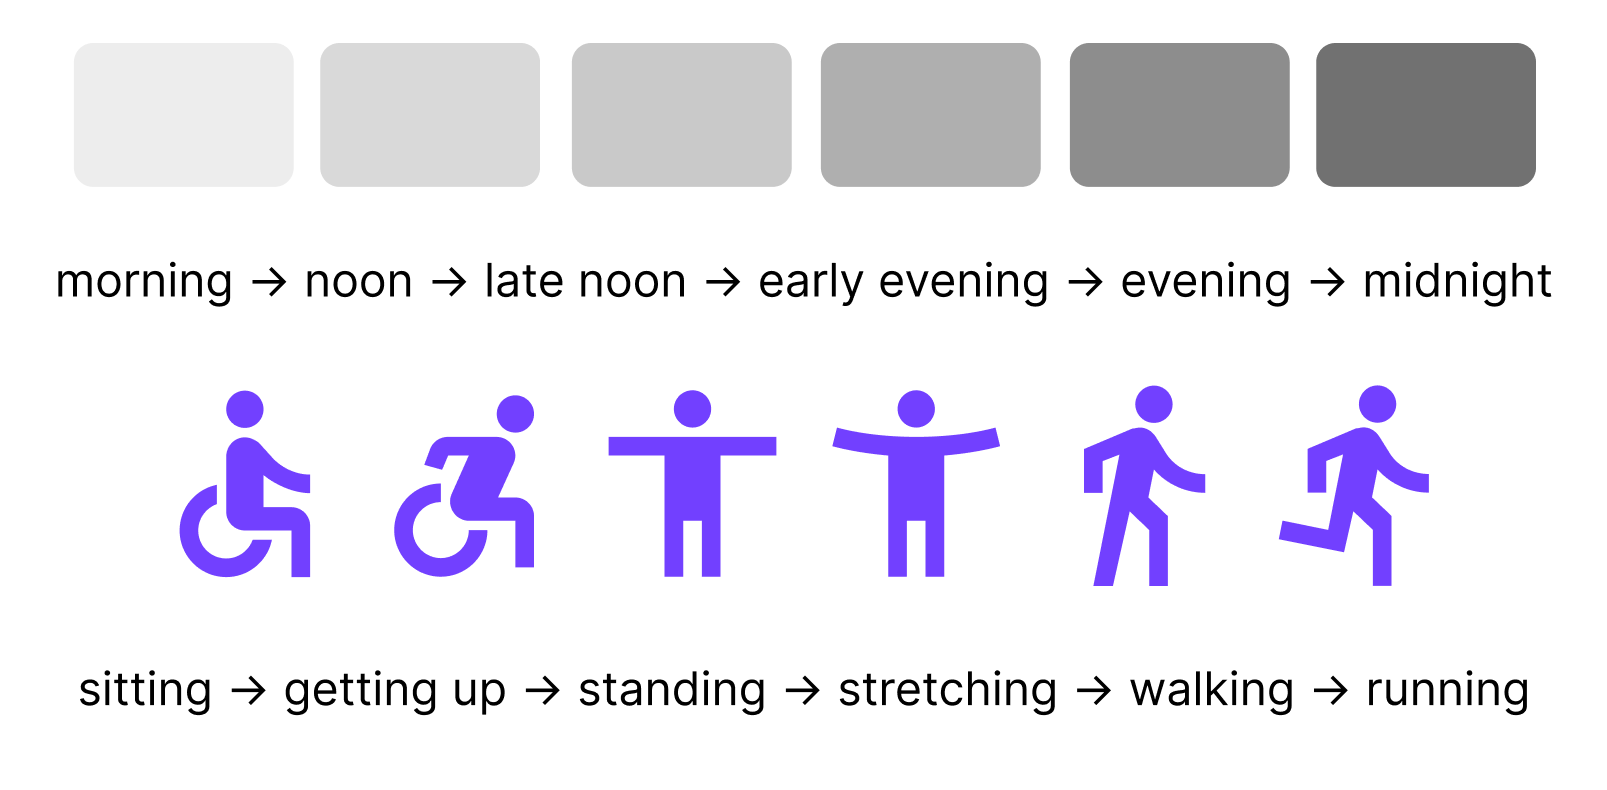 morning → noon → late noon → early evening → evening → midnight
sitting → getting up → standing → stretching → walking → running